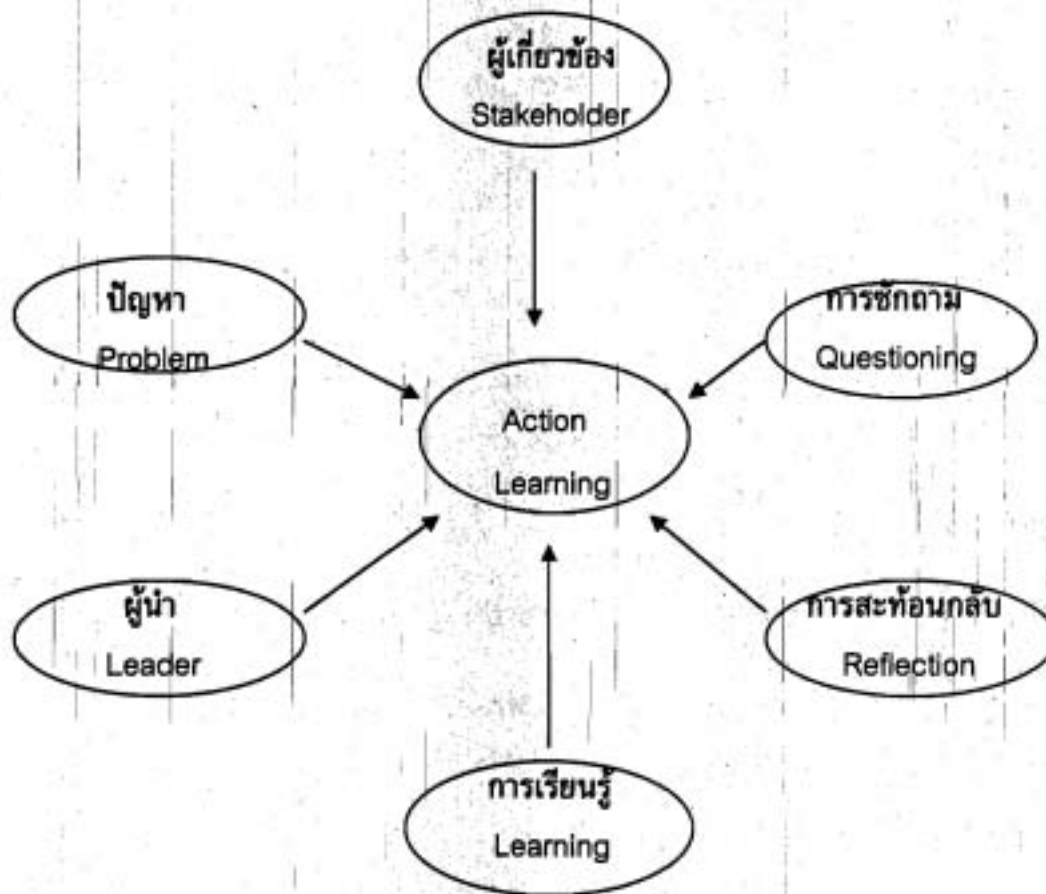 ผู้เกี่ยวข้อง
Stakeholder
ปัญหา
Problem
การซักถาม
Questioning
Action
Learning
ผู้นำ
Leader
การสะท้อนกลับ
Reflection
การเรียนรู้
Learning